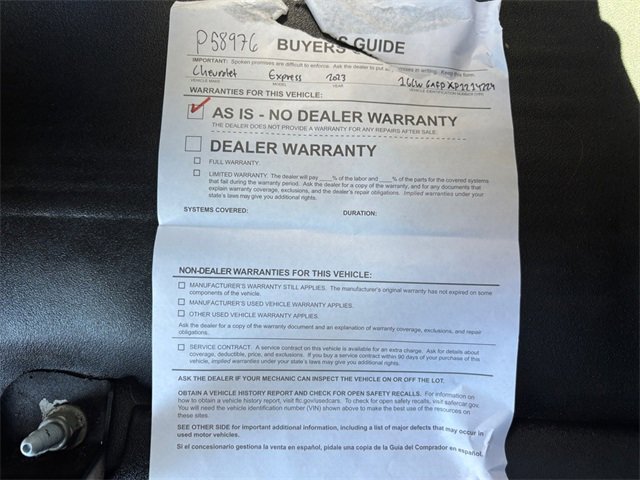 P58976 BUYERS GUIDE
IMPORTANT: Spoken promises are difficult to enforce. Ask the dealer to put all promises in writing. Keep this form.
Chevrolet Express 2023
VEHICLE MAKE MODEL YEAR VEHICLE IDENTIFICATION NUMBER (VIN)
WARRANTIES FOR THIS VEHICLE:
AS IS - NO DEALER WARRANTY
THE DEALER DOES NOT PROVIDE A WARRANTY FOR ANY REPAIRS AFTER SALE.
DEALER WARRANTY
FULL WARRANTY.
LIMITED WARRANTY. The dealer will pay ____% of the labor and ____% of the parts for the covered systems
that fail during the warranty period. Ask the dealer for a copy of the warranty, and for any documents that
explain warranty coverage, exclusions, and the dealer's repair obligations. Implied warranties under your
state's laws may give you additional rights.
SYSTEMS COVERED: DURATION:
NON-DEALER WARRANTIES FOR THIS VEHICLE:
MANUFACTURER'S WARRANTY STILL APPLIES. The manufacturer's original warranty has not expired on some
components of the vehicle.
MANUFACTURER'S USED VEHICLE WARRANTY APPLIES.
OTHER USED VEHICLE WARRANTY APPLIES.
Ask the dealer for a copy of the warranty document and an explanation of warranty coverage, exclusions, and repair
obligations.
SERVICE CONTRACT. A service contract on this vehicle is available for an extra charge. Ask for details about
coverage, deductible, price, and exclusions. If you buy a service contract within 90 days of your purchase of this
vehicle, implied warranties under your state's laws may give you additional rights.
ASK THE DEALER IF YOUR MECHANIC CAN INSPECT THE VEHICLE ON OR OFF THE LOT.
OBTAIN A VEHICLE HISTORY REPORT AND CHECK FOR OPEN SAFETY RECALLS. For information on
how to obtain a vehicle history report, visit ftc.gov/usedcars. To check for open safety recalls, visit safercar.gov.
You will need the vehicle identification number (VIN) shown above to make the best use of the resources on
these sites.
SEE OTHER SIDE for important additional information, including a list of major defects that may occur in
used motor vehicles.
Si el concesionario gestiona la venta en español, pídale una copia de la Guía del Comprador en español.